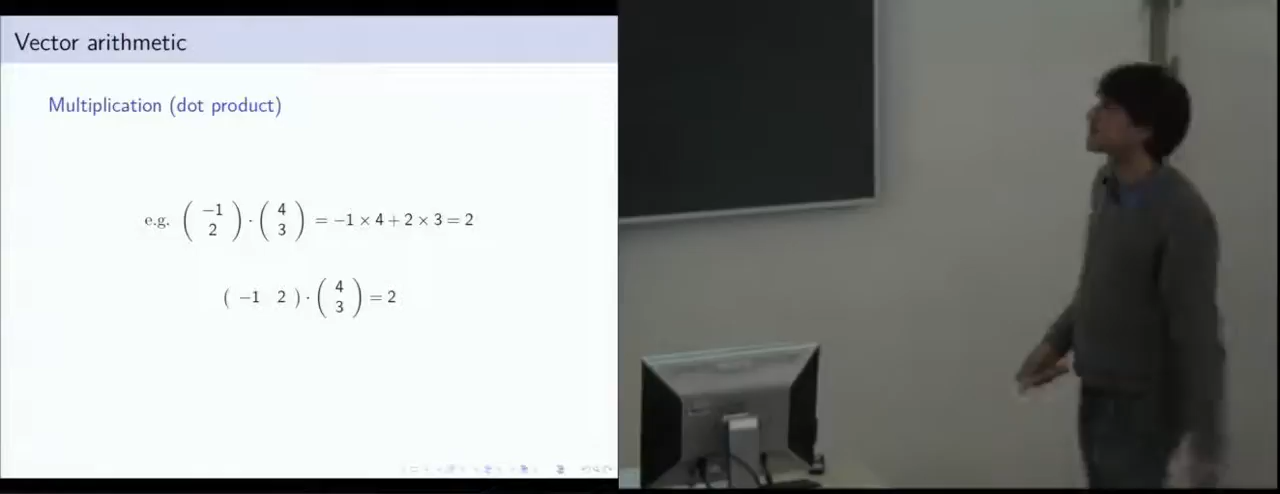 Vector arithmetic
Multiplication (dot product)
e.g. ( −1 2 ) · ( 4 3 ) = −1 × 4 + 2 × 3 = 2
( −1 2 ) · ( 4 3 ) = 2